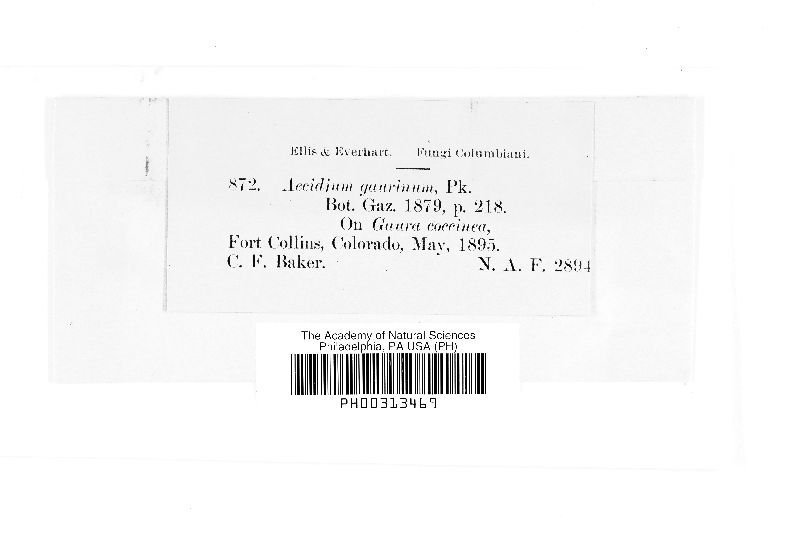 Ellis & Everhart. Fungi Columbiani.
872. Aecidium gaurinum, Pk.
Bot. Gaz. 1879, p. 218.
On Gaura coccinea,
Fort Collins, Colorado, May, 1895.
C. F. Baker. N. A. F. 2894
The Academy of Natural Sciences
Philadelphia, PA USA (PH)
PH00313469